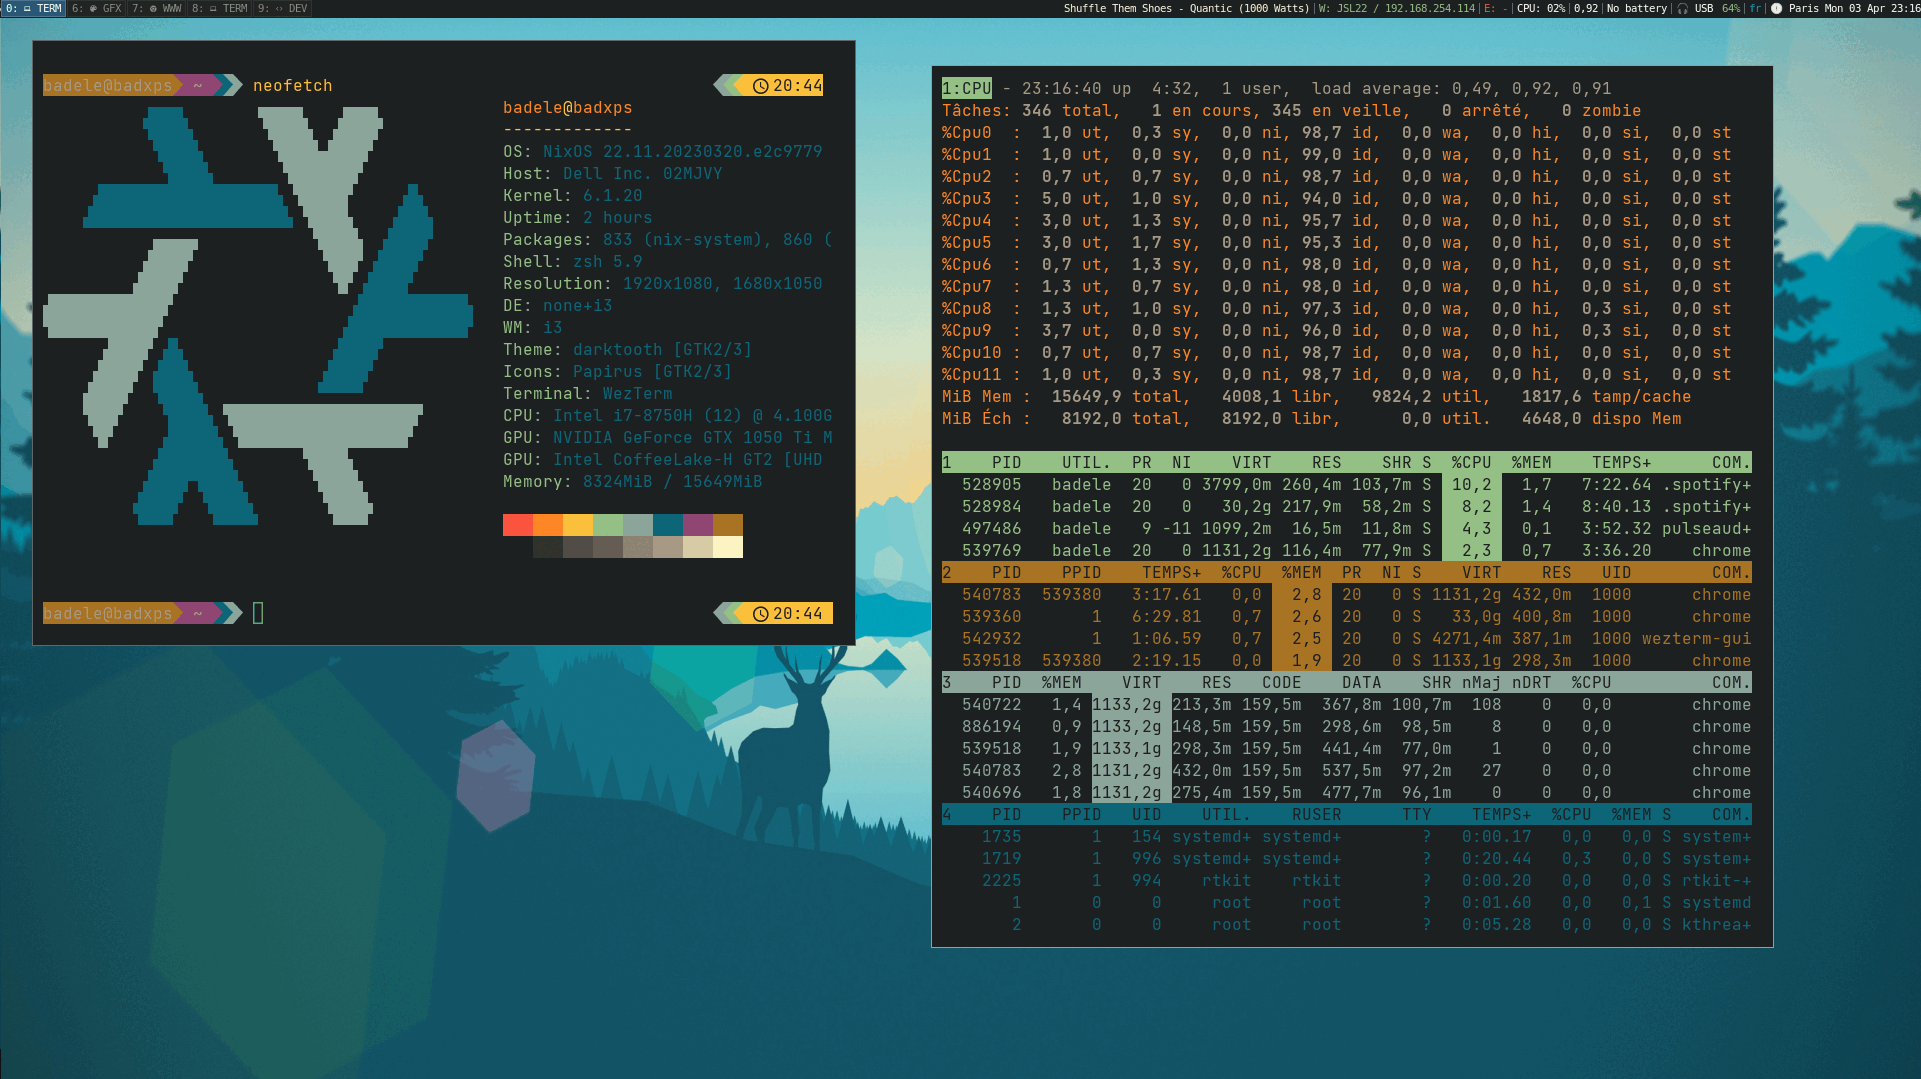 0: TERM 6: GFX 7: WWW 8: TERM 9: DEV
Shuffle Them Shoes - Quantic (1000 Watts) | W: JSL22 / 192.168.254.114 | E: - | CPU: 02% | 0,92 | No battery | USB 64% | fr | Paris Mon 03 Apr 23:16
badele@badxps ~ neofetch 20:44
badele@badxps
-------------
OS: NixOS 22.11.20230320.e2c9779
Host: Dell Inc. 02MJVY
Kernel: 6.1.20
Uptime: 2 hours
Packages: 833 (nix-system), 860 (
Shell: zsh 5.9
Resolution: 1920x1080, 1680x1050
DE: none+i3
WM: i3
Theme: darktooth [GTK2/3]
Icons: Papirus [GTK2/3]
Terminal: WezTerm
CPU: Intel i7-8750H (12) @ 4.100G
GPU: NVIDIA GeForce GTX 1050 Ti M
GPU: Intel CoffeeLake-H GT2 [UHD
Memory: 8324MiB / 15649MiB
badele@badxps ~ 20:44
1:CPU - 23:16:40 up 4:32, 1 user, load average: 0,49, 0,92, 0,91
Tâches: 346 total, 1 en cours, 345 en veille, 0 arrêté, 0 zombie
%Cpu0 : 1,0 ut, 0,3 sy, 0,0 ni, 98,7 id, 0,0 wa, 0,0 hi, 0,0 si, 0,0 st
%Cpu1 : 1,0 ut, 0,0 sy, 0,0 ni, 99,0 id, 0,0 wa, 0,0 hi, 0,0 si, 0,0 st
%Cpu2 : 0,7 ut, 0,7 sy, 0,0 ni, 98,7 id, 0,0 wa, 0,0 hi, 0,0 si, 0,0 st
%Cpu3 : 5,0 ut, 1,0 sy, 0,0 ni, 94,0 id, 0,0 wa, 0,0 hi, 0,0 si, 0,0 st
%Cpu4 : 3,0 ut, 1,3 sy, 0,0 ni, 95,7 id, 0,0 wa, 0,0 hi, 0,0 si, 0,0 st
%Cpu5 : 3,0 ut, 1,7 sy, 0,0 ni, 95,3 id, 0,0 wa, 0,0 hi, 0,0 si, 0,0 st
%Cpu6 : 0,7 ut, 1,3 sy, 0,0 ni, 98,0 id, 0,0 wa, 0,0 hi, 0,0 si, 0,0 st
%Cpu7 : 1,3 ut, 0,7 sy, 0,0 ni, 98,0 id, 0,0 wa, 0,0 hi, 0,0 si, 0,0 st
%Cpu8 : 1,3 ut, 1,0 sy, 0,0 ni, 97,3 id, 0,0 wa, 0,0 hi, 0,3 si, 0,0 st
%Cpu9 : 3,7 ut, 0,0 sy, 0,0 ni, 96,0 id, 0,0 wa, 0,0 hi, 0,3 si, 0,0 st
%Cpu10 : 0,7 ut, 0,7 sy, 0,0 ni, 98,7 id, 0,0 wa, 0,0 hi, 0,0 si, 0,0 st
%Cpu11 : 1,0 ut, 0,3 sy, 0,0 ni, 98,7 id, 0,0 wa, 0,0 hi, 0,0 si, 0,0 st
MiB Mem : 15649,9 total, 4008,1 libr, 9824,2 util, 1817,6 tamp/cache
MiB Éch : 8192,0 total, 8192,0 libr, 0,0 util. 4648,0 dispo Mem
1 PID UTIL. PR NI VIRT RES SHR S %CPU %MEM TEMPS+ COM.
528905 badele 20 0 3799,0m 260,4m 103,7m S 10,2 1,7 7:22.64 .spotify+
528984 badele 20 0 30,2g 217,9m 58,2m S 8,2 1,4 8:40.13 .spotify+
497486 badele 9 -11 1099,2m 16,5m 11,8m S 4,3 0,1 3:52.32 pulseaud+
539769 badele 20 0 1131,2g 116,4m 77,9m S 2,3 0,7 3:36.20 chrome
2 PID PPID TEMPS+ %CPU %MEM PR NI S VIRT RES UID COM.
540783 539380 3:17.61 0,0 2,8 20 0 S 1131,2g 432,0m 1000 chrome
539360 1 6:29.81 0,7 2,6 20 0 S 33,0g 400,8m 1000 chrome
542932 1 1:06.59 0,7 2,5 20 0 S 4271,4m 387,1m 1000 wezterm-gui
539518 539380 2:19.15 0,0 1,9 20 0 S 1133,1g 298,3m 1000 chrome
3 PID %MEM VIRT RES CODE DATA SHR nMaj nDRT %CPU COM.
540722 1,4 1133,2g 213,3m 159,5m 367,8m 100,7m 108 0 0,0 chrome
886194 0,9 1133,2g 148,5m 159,5m 298,6m 98,5m 8 0 0,0 chrome
539518 1,9 1133,1g 298,3m 159,5m 441,4m 77,0m 1 0 0,0 chrome
540783 2,8 1131,2g 432,0m 159,5m 537,5m 97,2m 27 0 0,0 chrome
540696 1,8 1131,2g 275,4m 159,5m 477,7m 96,1m 0 0 0,0 chrome
4 PID PPID UID UTIL. RUSER TTY TEMPS+ %CPU %MEM S COM.
1735 1 154 systemd+ systemd+ ? 0:00.17 0,0 0,0 S system+
1719 1 996 systemd+ systemd+ ? 0:20.44 0,3 0,0 S system+
2225 1 994 rtkit rtkit ? 0:00.20 0,0 0,0 S rtkit-+
1 0 0 root root ? 0:01.60 0,0 0,1 S systemd
2 0 0 root root ? 0:05.28 0,0 0,0 S kthrea+